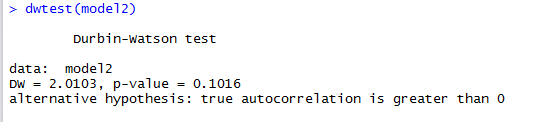 > dwtest(model2)
Durbin-Watson test
data: model2
DW = 2.0103, p-value = 0.1016
alternative hypothesis: true autocorrelation is greater than 0